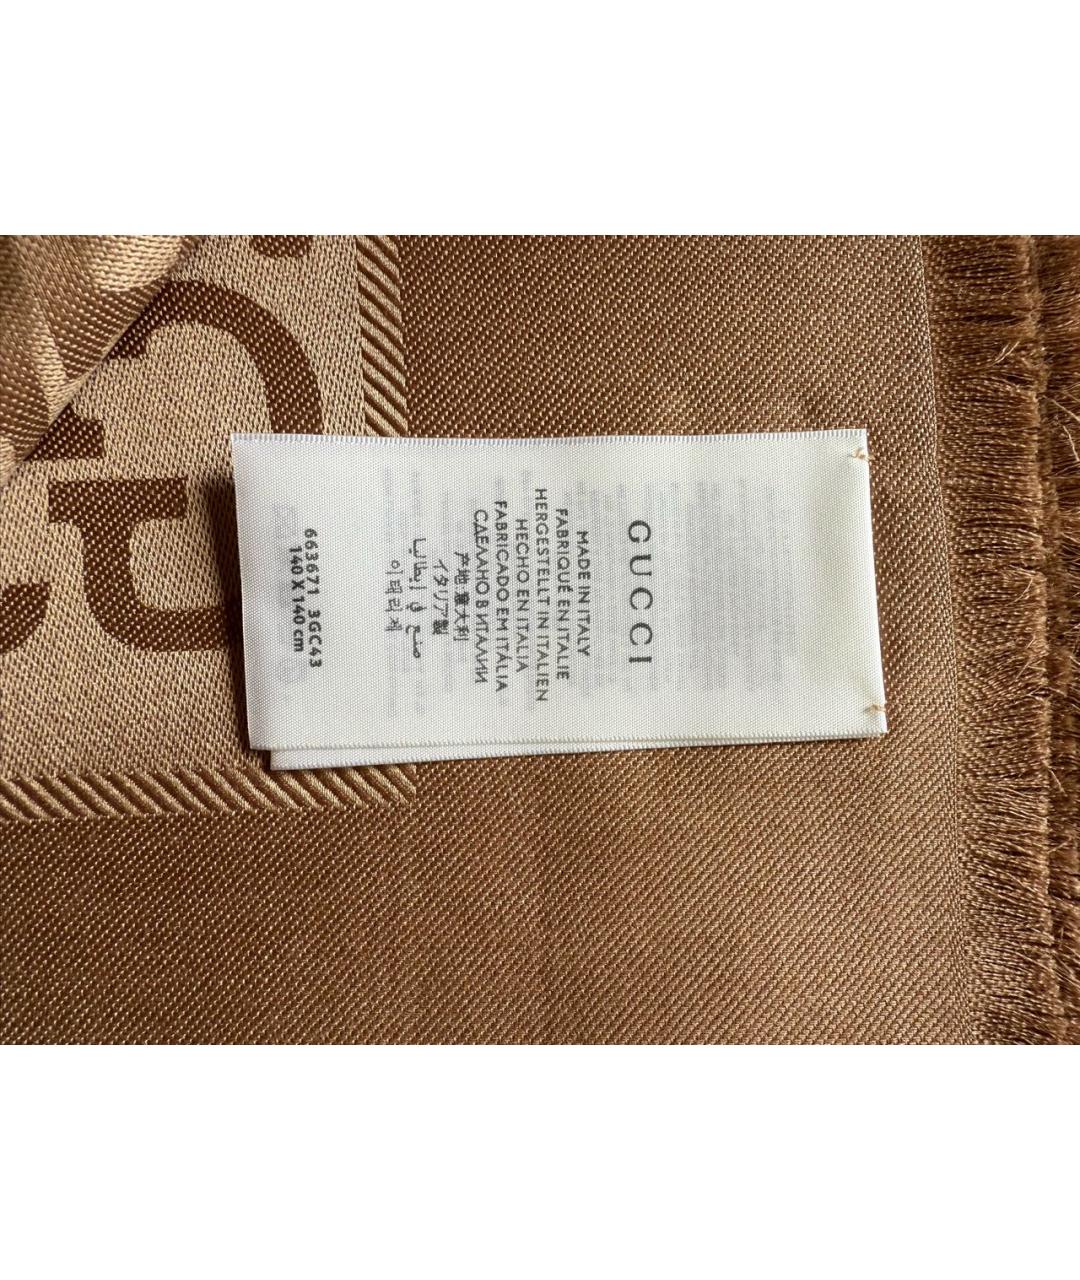 GUCCI
MADE IN ITALY
FABRIQUÉ EN ITALIE
HERGESTELLT IN ITALIEN
HECHO EN ITALIA
FABRICADO EM ITÁLIA
СДЕЛАНО В ИТАЛИИ
产地:意大利
イタリア製
صنع في إيطاليا
이태리제
663671 3GC43
140 X 140 cm